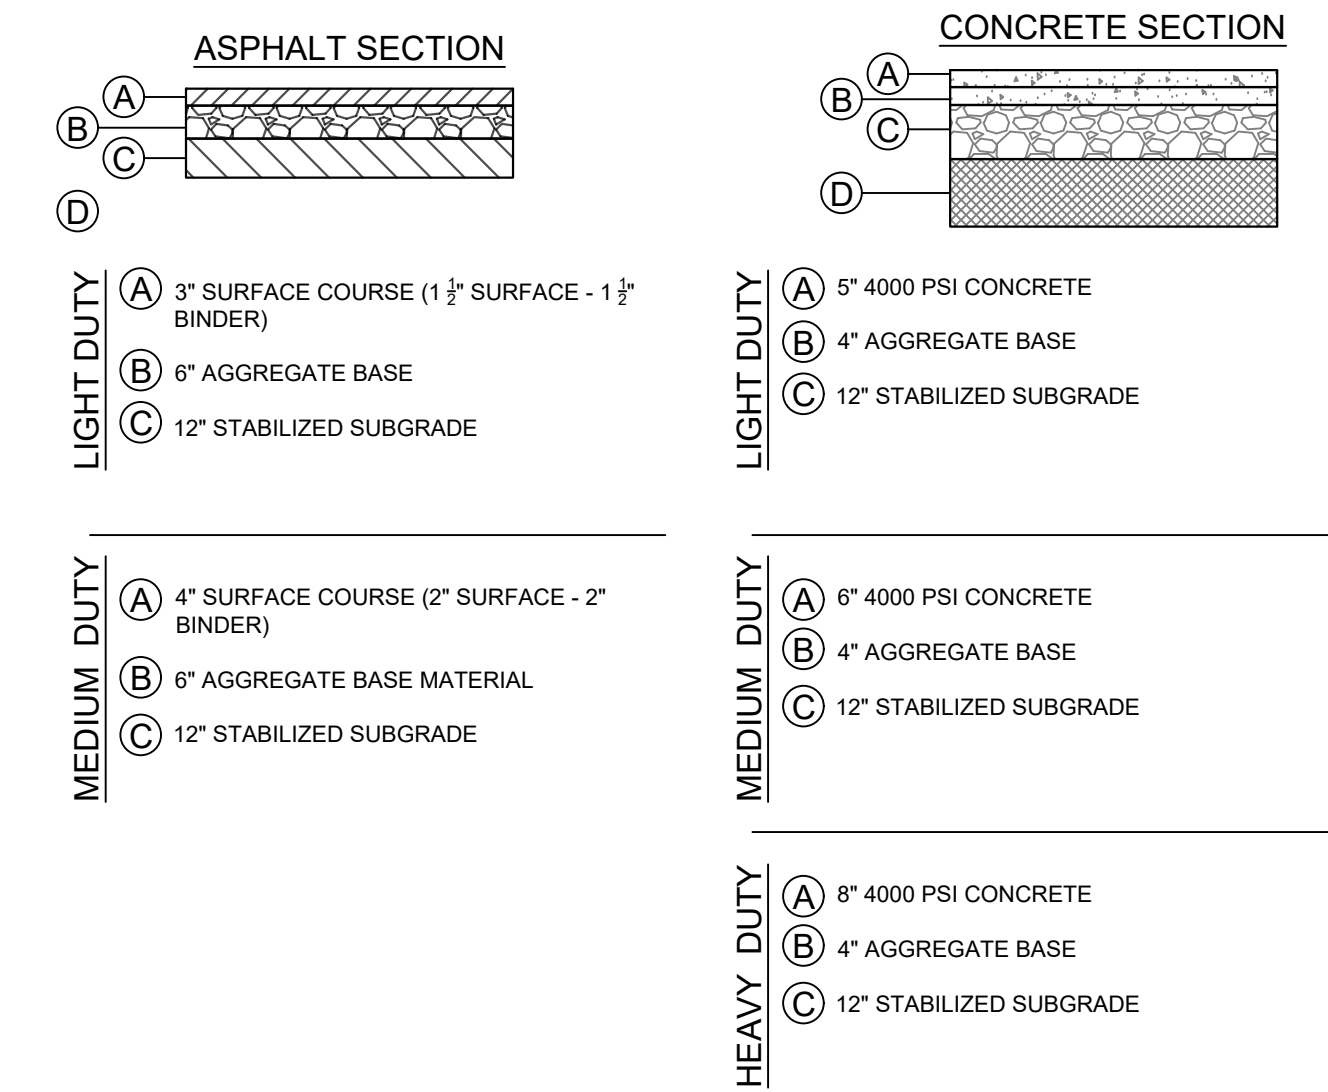 ASPHALT SECTION
A
B
C
D
LIGHT DUTY
A 3" SURFACE COURSE (1 1/2" SURFACE - 1 1/2"
BINDER)
B 6" AGGREGATE BASE
C 12" STABILIZED SUBGRADE
MEDIUM DUTY
A 4" SURFACE COURSE (2" SURFACE - 2"
BINDER)
B 6" AGGREGATE BASE MATERIAL
C 12" STABILIZED SUBGRADE
CONCRETE SECTION
A
B
C
D
LIGHT DUTY
A 5" 4000 PSI CONCRETE
B 4" AGGREGATE BASE
C 12" STABILIZED SUBGRADE
MEDIUM DUTY
A 6" 4000 PSI CONCRETE
B 4" AGGREGATE BASE
C 12" STABILIZED SUBGRADE
HEAVY DUTY
A 8" 4000 PSI CONCRETE
B 4" AGGREGATE BASE
C 12" STABILIZED SUBGRADE